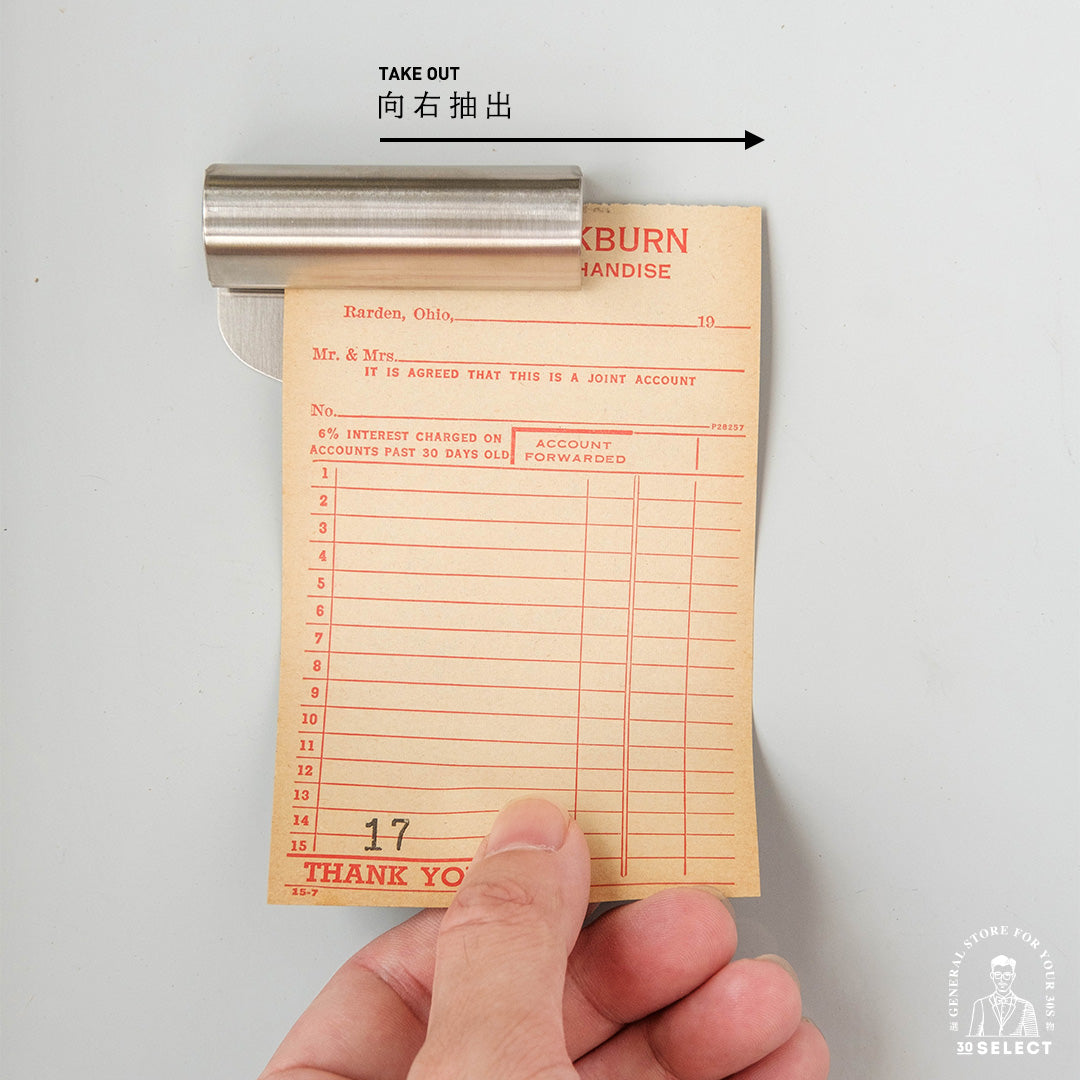 TAKE OUT
向右抽出
KBURN
HANDISE
Rarden, Ohio, 19
Mr. & Mrs.
IT IS AGREED THAT THIS IS A JOINT ACCOUNT
No.
P28257
6% INTEREST CHARGED ON
ACCOUNTS PAST 30 DAYS OLD
ACCOUNT
FORWARDED
1
2
3
4
5
6
7
8
9
10
11
12
13
14
15
17
THANK YO
15-7
GENERAL STORE FOR YOUR 30S
30 SELECT